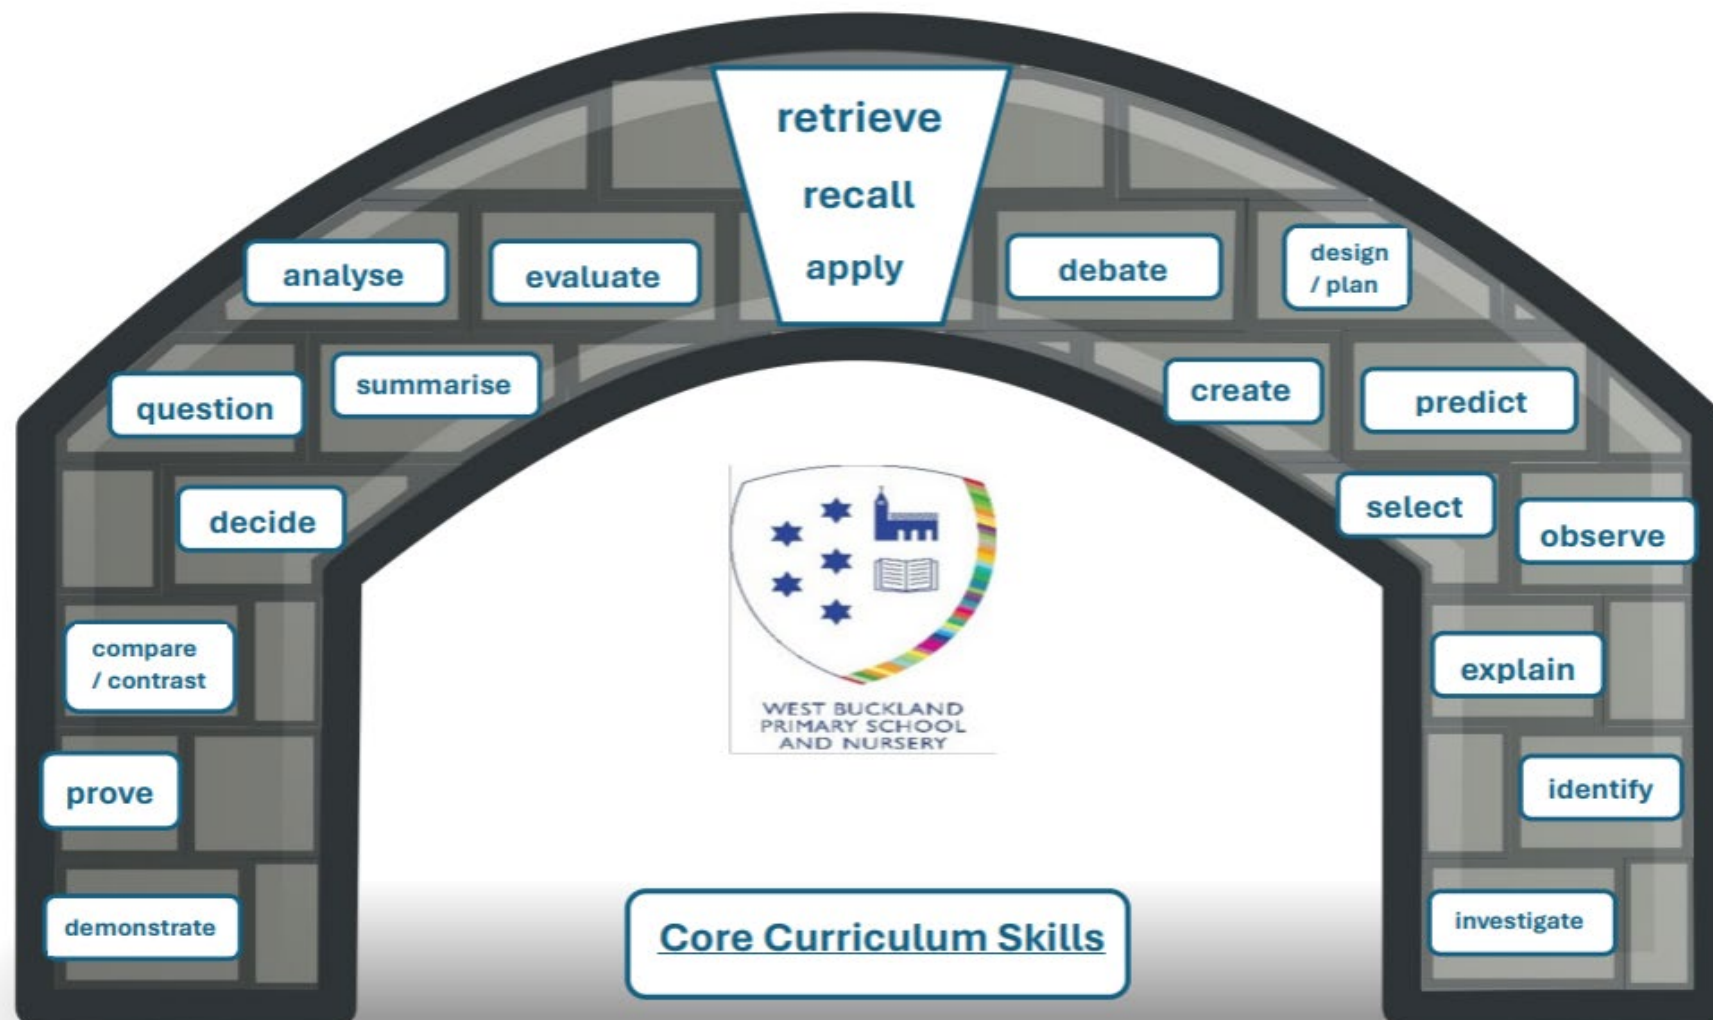 retrieve
recall
apply
analyse
evaluate
debate
design
/ plan
question
summarise
create
predict
decide
select
observe
compare
/ contrast
explain
prove
identify
demonstrate
investigate
WEST BUCKLAND
PRIMARY SCHOOL
AND NURSERY
Core Curriculum Skills